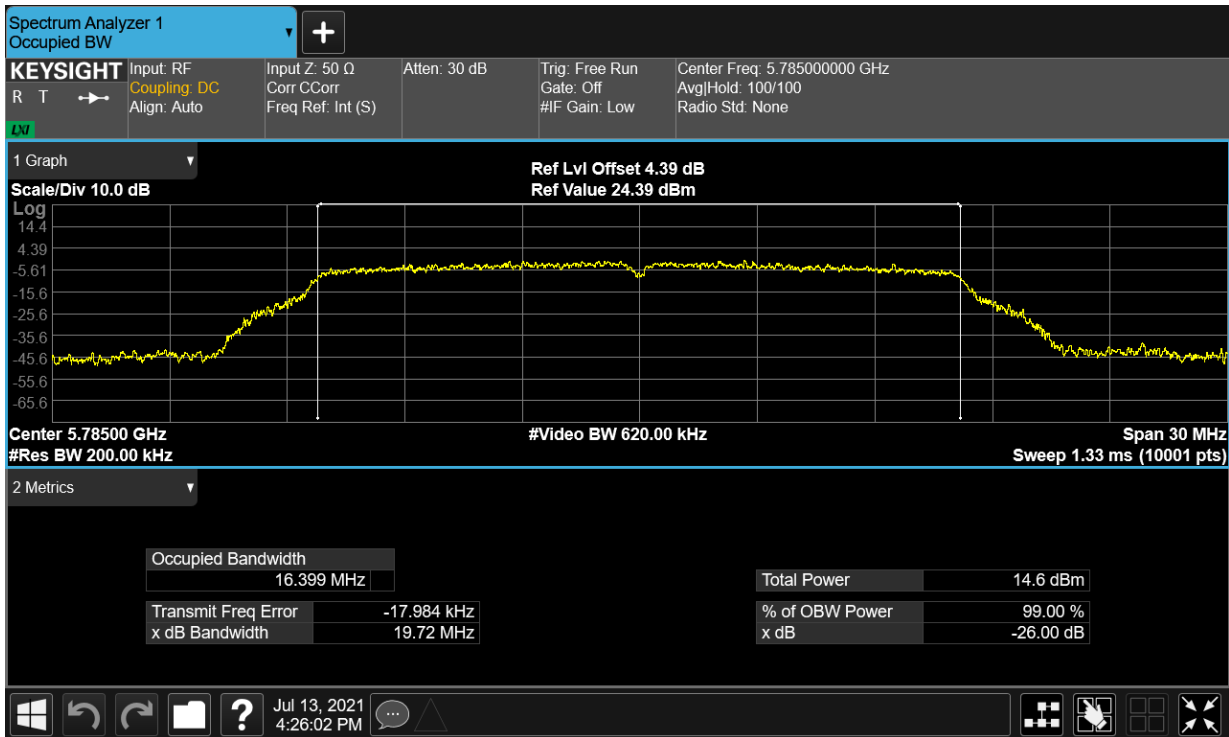 Spectrum Analyzer 1
Occupied BW
▼
+
KEYSIGHT
R T
LXI
Input: RF
Coupling: DC
Align: Auto
Input Z: 50 Ω
Corr CCorr
Freq Ref: Int (S)
Atten: 30 dB
Trig: Free Run
Gate: Off
#IF Gain: Low
Center Freq: 5.785000000 GHz
Avg|Hold: 100/100
Radio Std: None
1 Graph ▼
Ref Lvl Offset 4.39 dB
Scale/Div 10.0 dB
Ref Value 24.39 dBm
Log
14.4
4.39
-5.61
-15.6
-25.6
-35.6
-45.6
-55.6
-65.6
Center 5.78500 GHz
#Video BW 620.00 kHz
Span 30 MHz
#Res BW 200.00 kHz
Sweep 1.33 ms (10001 pts)
2 Metrics ▼
Occupied Bandwidth
16.399 MHz
Total Power 14.6 dBm
Transmit Freq Error -17.984 kHz
% of OBW Power 99.00 %
x dB Bandwidth 19.72 MHz
x dB -26.00 dB
?
Jul 13, 2021
4:26:02 PM